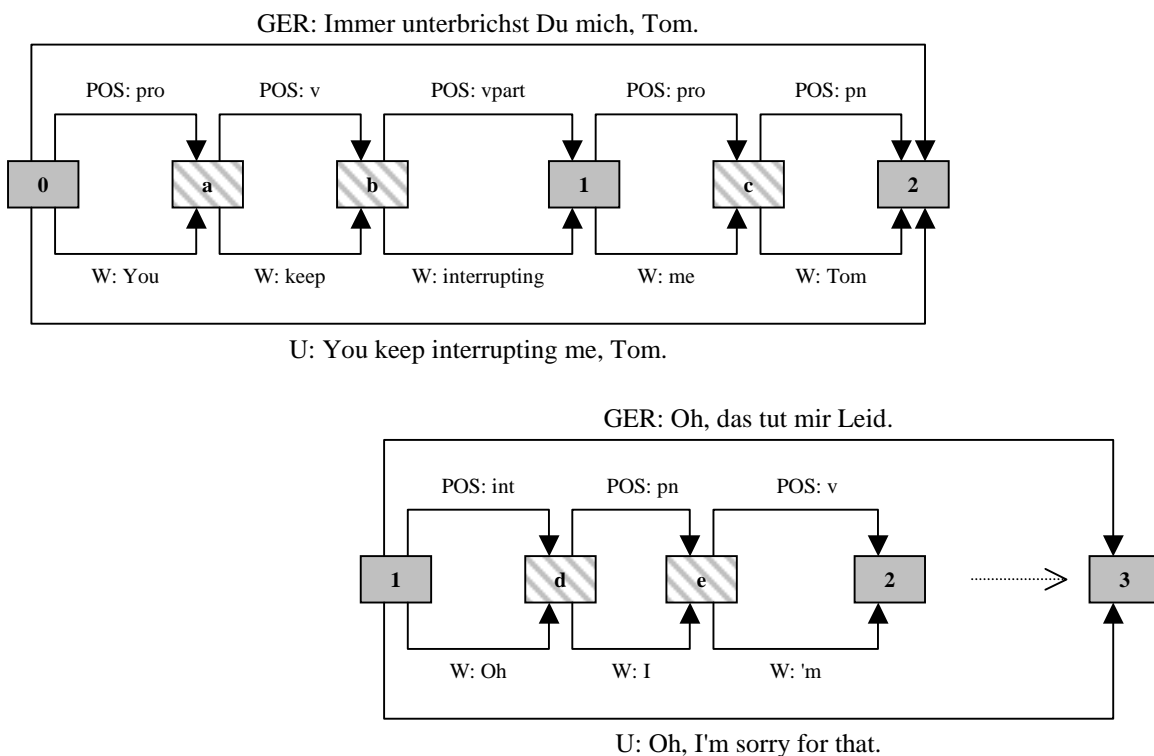 GER: Immer unterbrichst Du mich, Tom.
POS: pro POS: v POS: vpart POS: pro POS: pn
0 a b 1 c 2
W: You W: keep W: interrupting W: me W: Tom
U: You keep interrupting me, Tom.
GER: Oh, das tut mir Leid.
POS: int POS: pn POS: v
1 d e 2 3
W: Oh W: I W: 'm
U: Oh, I'm sorry for that.